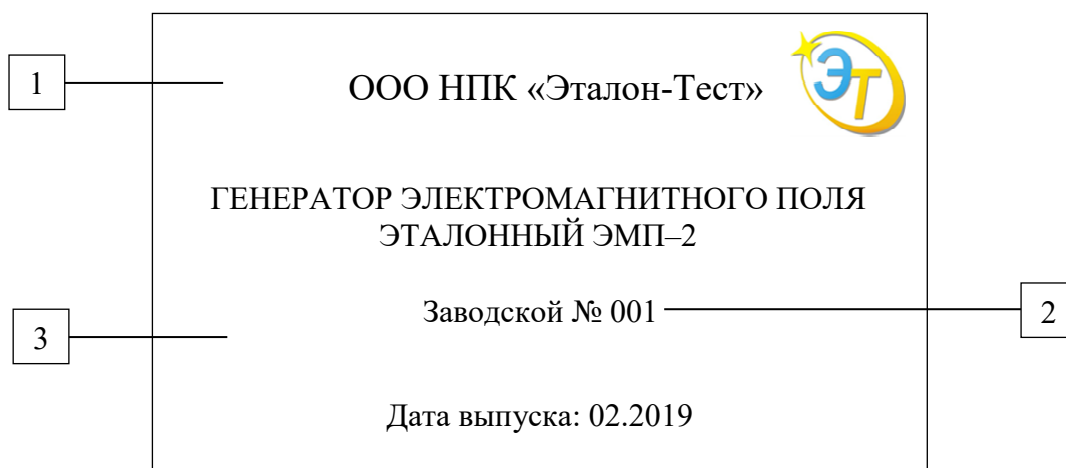 1
ООО НПК «Эталон-Тест»
ЭТ
ГЕНЕРАТОР ЭЛЕКТРОМАГНИТНОГО ПОЛЯ
ЭТАЛОННЫЙ ЭМП–2
Заводской № 001
2
3
Дата выпуска: 02.2019